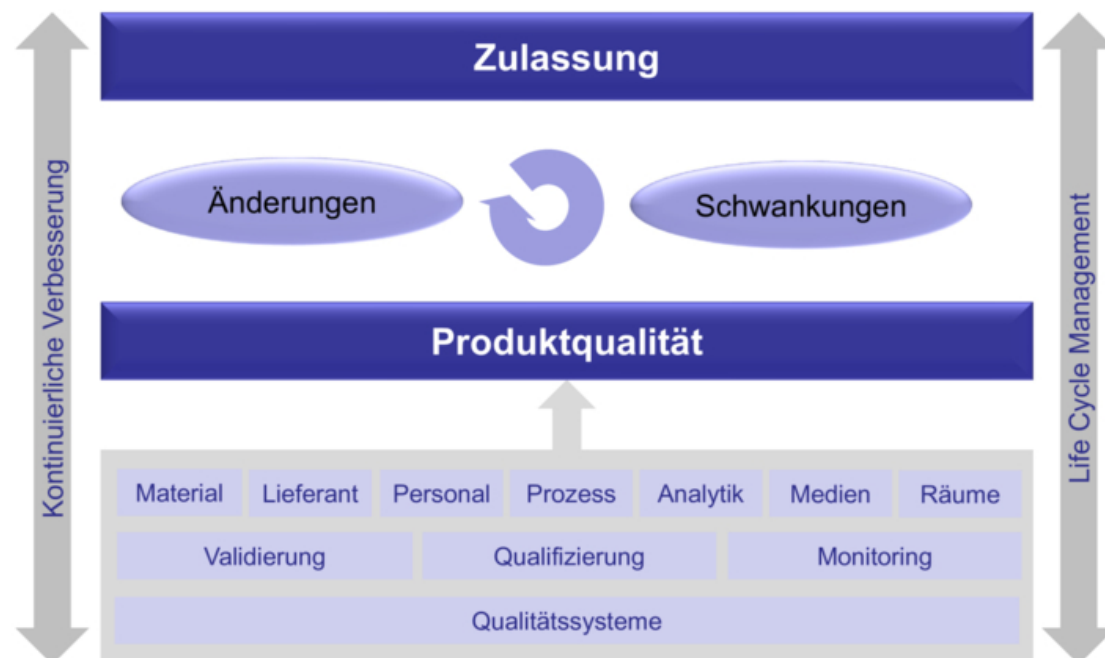 Zulassung
Kontinuierliche Verbesserung
Änderungen
Schwankungen
Life Cycle Management
Produktqualität
Material
Lieferant
Personal
Prozess
Analytik
Medien
Räume
Validierung
Qualifizierung
Monitoring
Qualitätssysteme